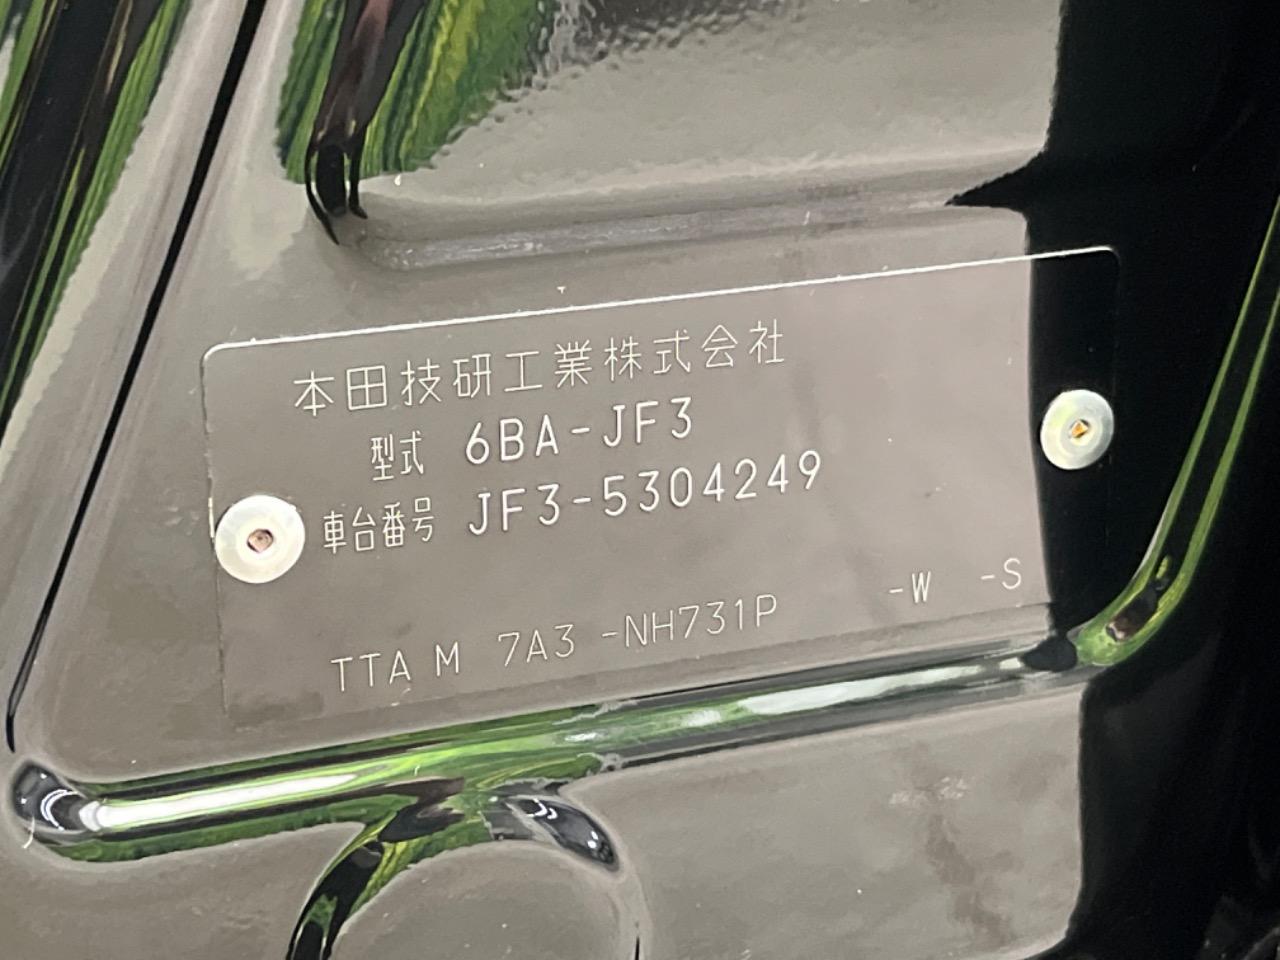 本田技研工業株式会社
型式 6BA-JF3
車台番号 JF3-5304249
TTA M 7A3 -NH731P -W -S